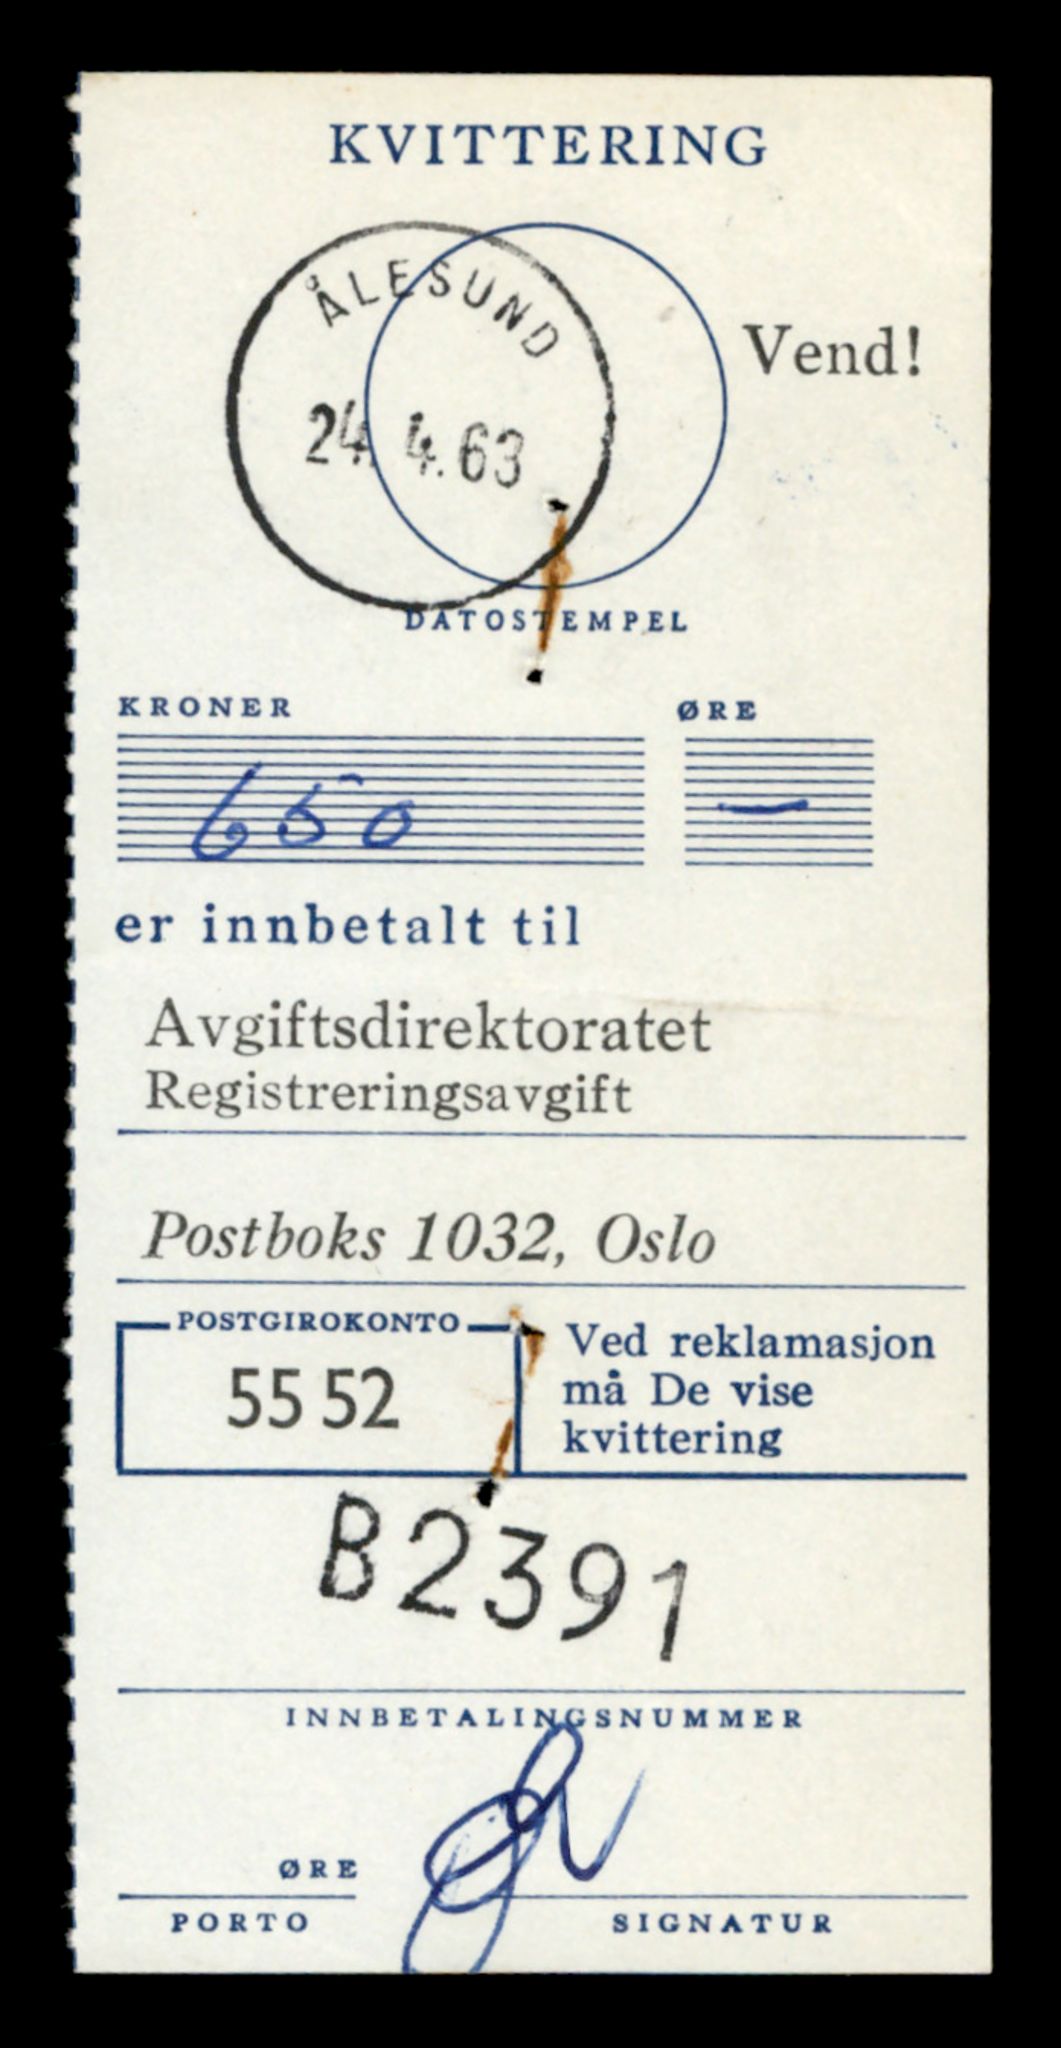 KVITTERING
ÅLESUND
Vend!
24. 4. 63
DATOSTEMPEL
KRONER ØRE
650 —
er innbetalt til
Avgiftsdirektoratet
Registreringsavgift
Postboks 1032, Oslo
POSTGIROKONTO
55 52
Ved reklamasjon
må De vise
kvittering
B2391
INNBETALINGSNUMMER
ØRE
PORTO SIGNATUR